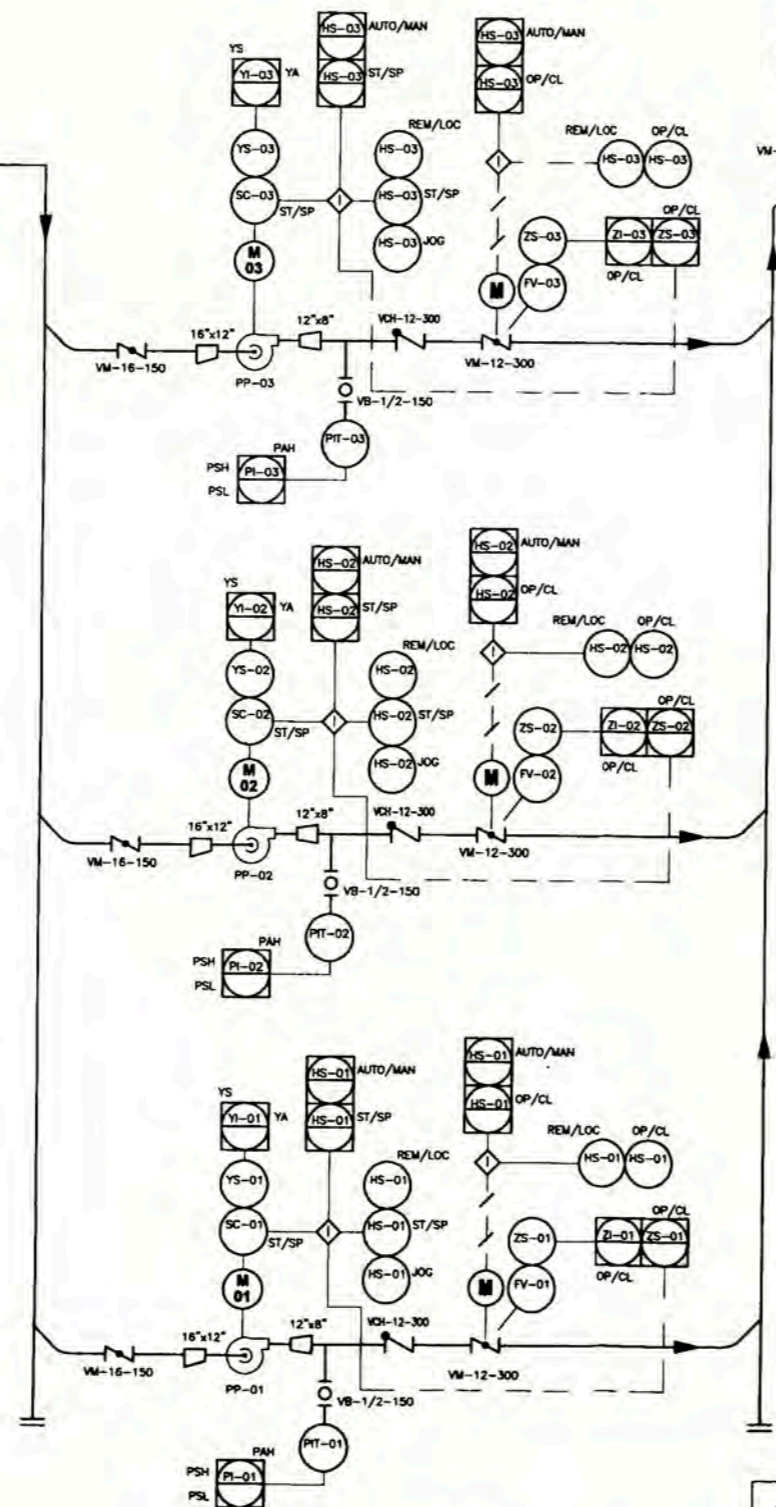 HS-03 AUTO/MAN
HS-03 ST/SP
YS
YI-03 YA
YS-03
SC-03 ST/SP
M
03
REM/LOC
HS-03
HS-03 ST/SP
HS-03 JOG
I
HS-03 AUTO/MAN
HS-03 OP/CL
I
REM/LOC OP/CL
HS-03 HS-03
VM-
ZS-03
FV-03
OP/CL
ZI-03 ZS-03
OP/CL
M
VM-16-150
16"x12"
PP-03
12"x8"
VCH-12-300
VM-12-300
VB-1/2-150
PIT-03
PAH
PSH
PI-03
PSL
HS-02 AUTO/MAN
HS-02 ST/SP
YS
YI-02 YA
YS-02
SC-02 ST/SP
M
02
REM/LOC
HS-02
HS-02 ST/SP
HS-02 JOG
I
HS-02 AUTO/MAN
HS-02 OP/CL
I
REM/LOC OP/CL
HS-02 HS-02
ZS-02
FV-02
OP/CL
ZI-02 ZS-02
OP/CL
M
VM-16-150
16"x12"
PP-02
12"x8"
VCH-12-300
VM-12-300
VB-1/2-150
PIT-02
PAH
PSH
PI-02
PSL
HS-01 AUTO/MAN
HS-01 ST/SP
YS
YI-01 YA
YS-01
SC-01 ST/SP
M
01
REM/LOC
HS-01
HS-01 ST/SP
HS-01 JOG
I
HS-01 AUTO/MAN
HS-01 OP/CL
I
REM/LOC OP/CL
HS-01 HS-01
ZS-01
FV-01
OP/CL
ZI-01 ZS-01
OP/CL
M
VM-16-150
16"x12"
PP-01
12"x8"
VCH-12-300
VM-12-300
VB-1/2-150
PIT-01
PAH
PSH
PI-01
PSL